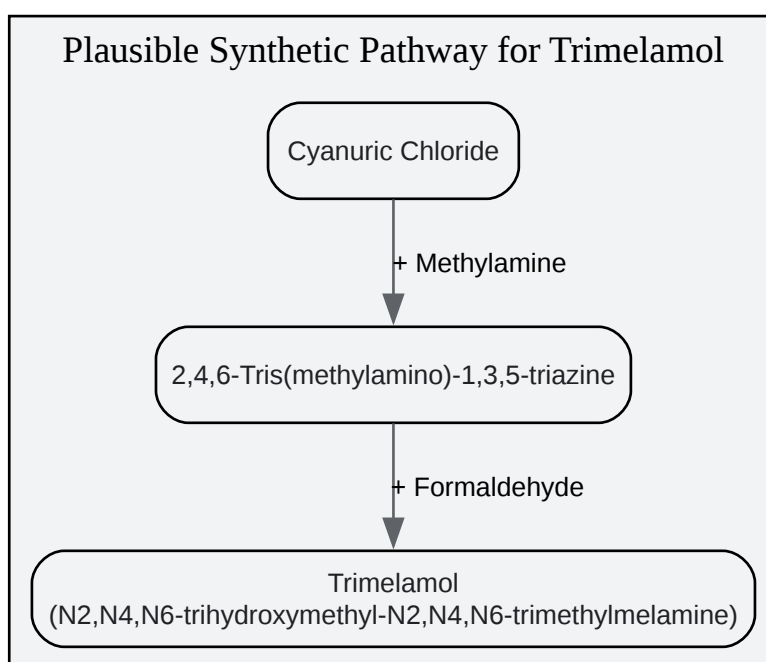 Plausible Synthetic Pathway for Trimelamol
Cyanuric Chloride
+ Methylamine
2,4,6-Tris(methylamino)-1,3,5-triazine
+ Formaldehyde
Trimelamol
(N2,N4,N6-trihydroxymethyl-N2,N4,N6-trimethylmelamine)